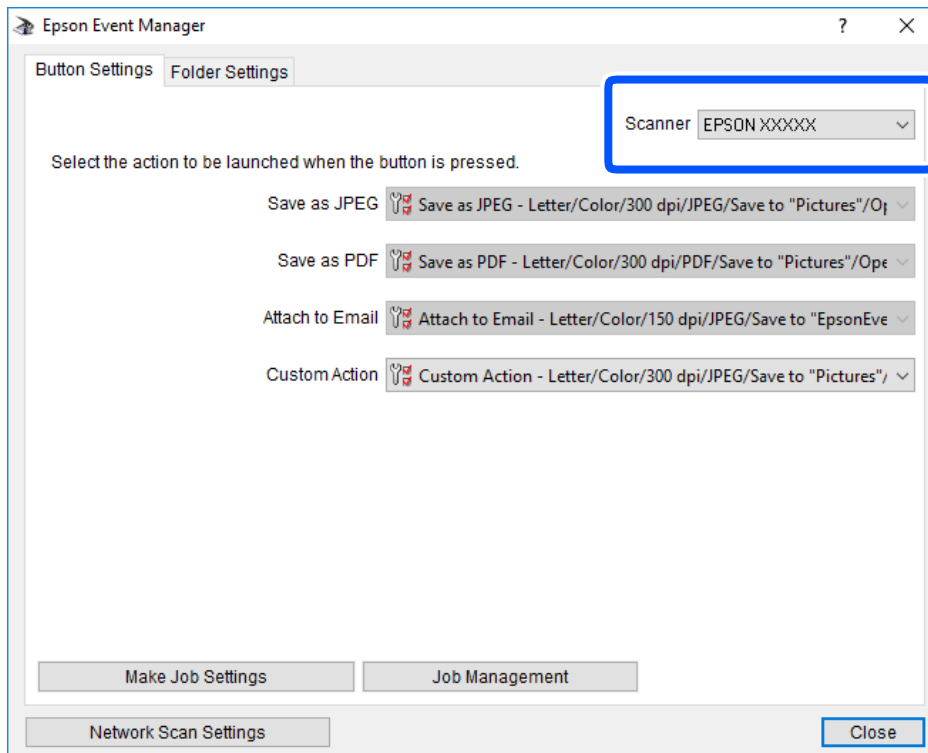 Epson Event Manager
Button Settings Folder Settings
Scanner EPSON XXXXX
Select the action to be launched when the button is pressed.
Save as JPEG Save as JPEG - Letter/Color/300 dpi/JPEG/Save to "Pictures"/Op
Save as PDF Save as PDF - Letter/Color/300 dpi/PDF/Save to "Pictures"/Ope
Attach to Email Attach to Email - Letter/Color/150 dpi/JPEG/Save to "EpsonEve
Custom Action Custom Action - Letter/Color/300 dpi/JPEG/Save to "Pictures"/
Make Job Settings Job Management
Network Scan Settings Close